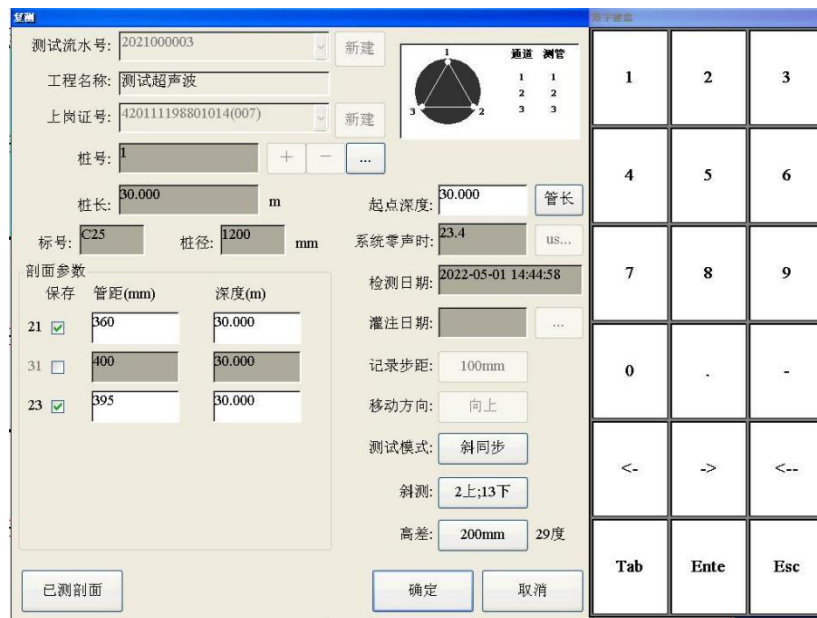 复测
数字键盘
测试流水号: 2021000003 新建
工程名称: 测试超声波
上岗证号: 420111198801014(007) 新建
1
3 2
通道 测管
1 1
2 2
3 3
桩号: 1 + − ...
桩长: 30.000 m
标号: C25 桩径: 1200 mm
剖面参数
保存 管距(mm) 深度(m)
21 360 30.000
31 400 30.000
23 395 30.000
起点深度: 30.000 管长
系统零声时: 23.4 us...
检测日期: 2022-05-01 14:44:58
灌注日期: ...
记录步距: 100mm
移动方向: 向上
测试模式: 斜同步
斜测: 2上;13下
高差: 200mm 29度
已测剖面 确定 取消
1 2 3
4 5 6
7 8 9
0 . -
<- -> <--
Tab Ente Esc